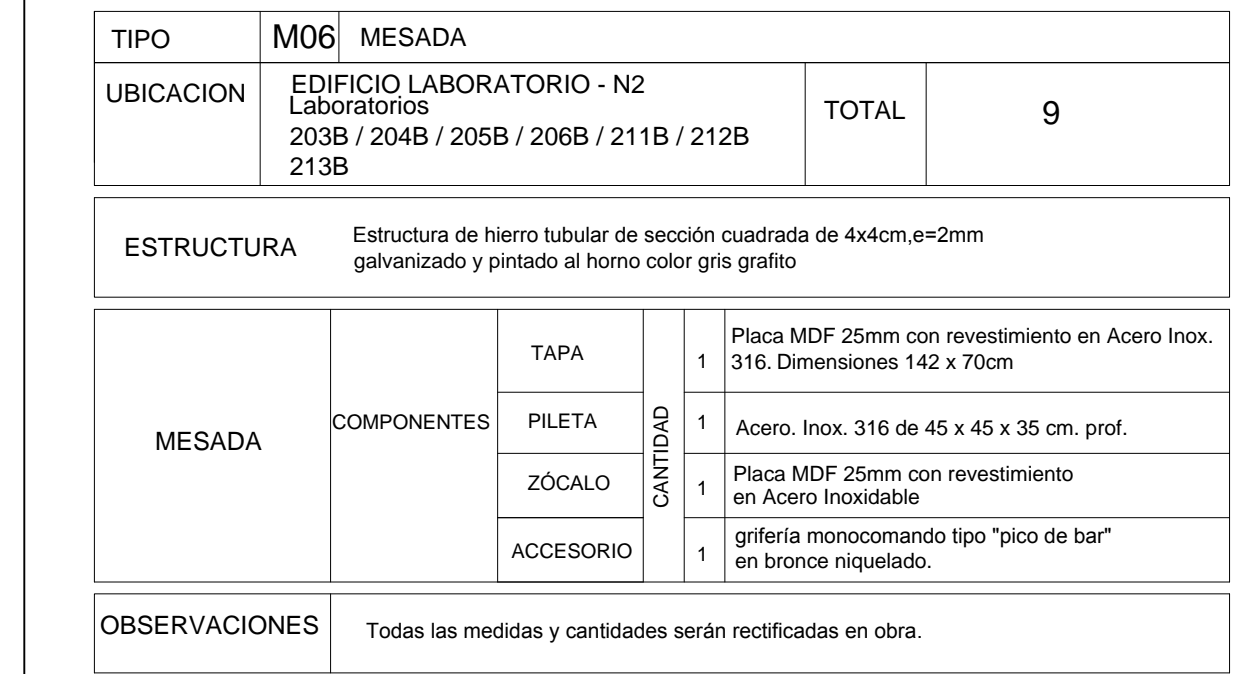 TIPO M06 MESADA
UBICACION
EDIFICIO LABORATORIO - N2
Laboratorios
203B / 204B / 205B / 206B / 211B / 212B
213B
TOTAL 9
ESTRUCTURA
Estructura de hierro tubular de sección cuadrada de 4x4cm,e=2mm
galvanizado y pintado al horno color gris grafito
MESADA
COMPONENTES
CANTIDAD
TAPA 1
Placa MDF 25mm con revestimiento en Acero Inox.
316. Dimensiones 142 x 70cm
PILETA 1 Acero. Inox. 316 de 45 x 45 x 35 cm. prof.
ZÓCALO 1
Placa MDF 25mm con revestimiento
en Acero Inoxidable
ACCESORIO 1
grifería monocomando tipo "pico de bar"
en bronce niquelado.
OBSERVACIONES Todas las medidas y cantidades serán rectificadas en obra.